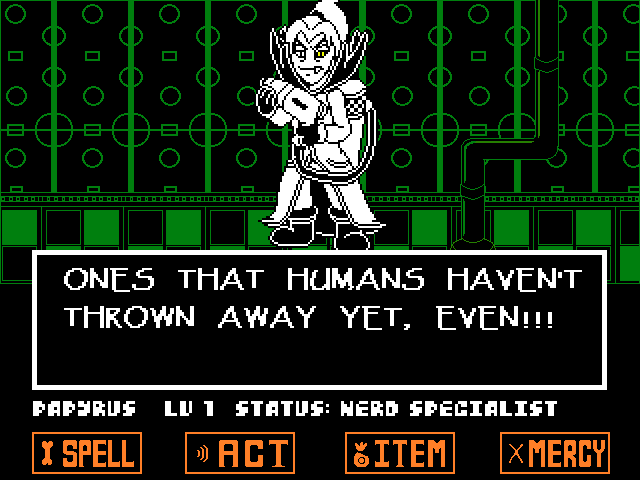 ONES THAT HUMANS HAVEN'T
THROWN AWAY YET, EVEN!!!
PAPYRUS LV 1 STATUS: NERD SPECIALIST
SPELL ACT ITEM MERCY